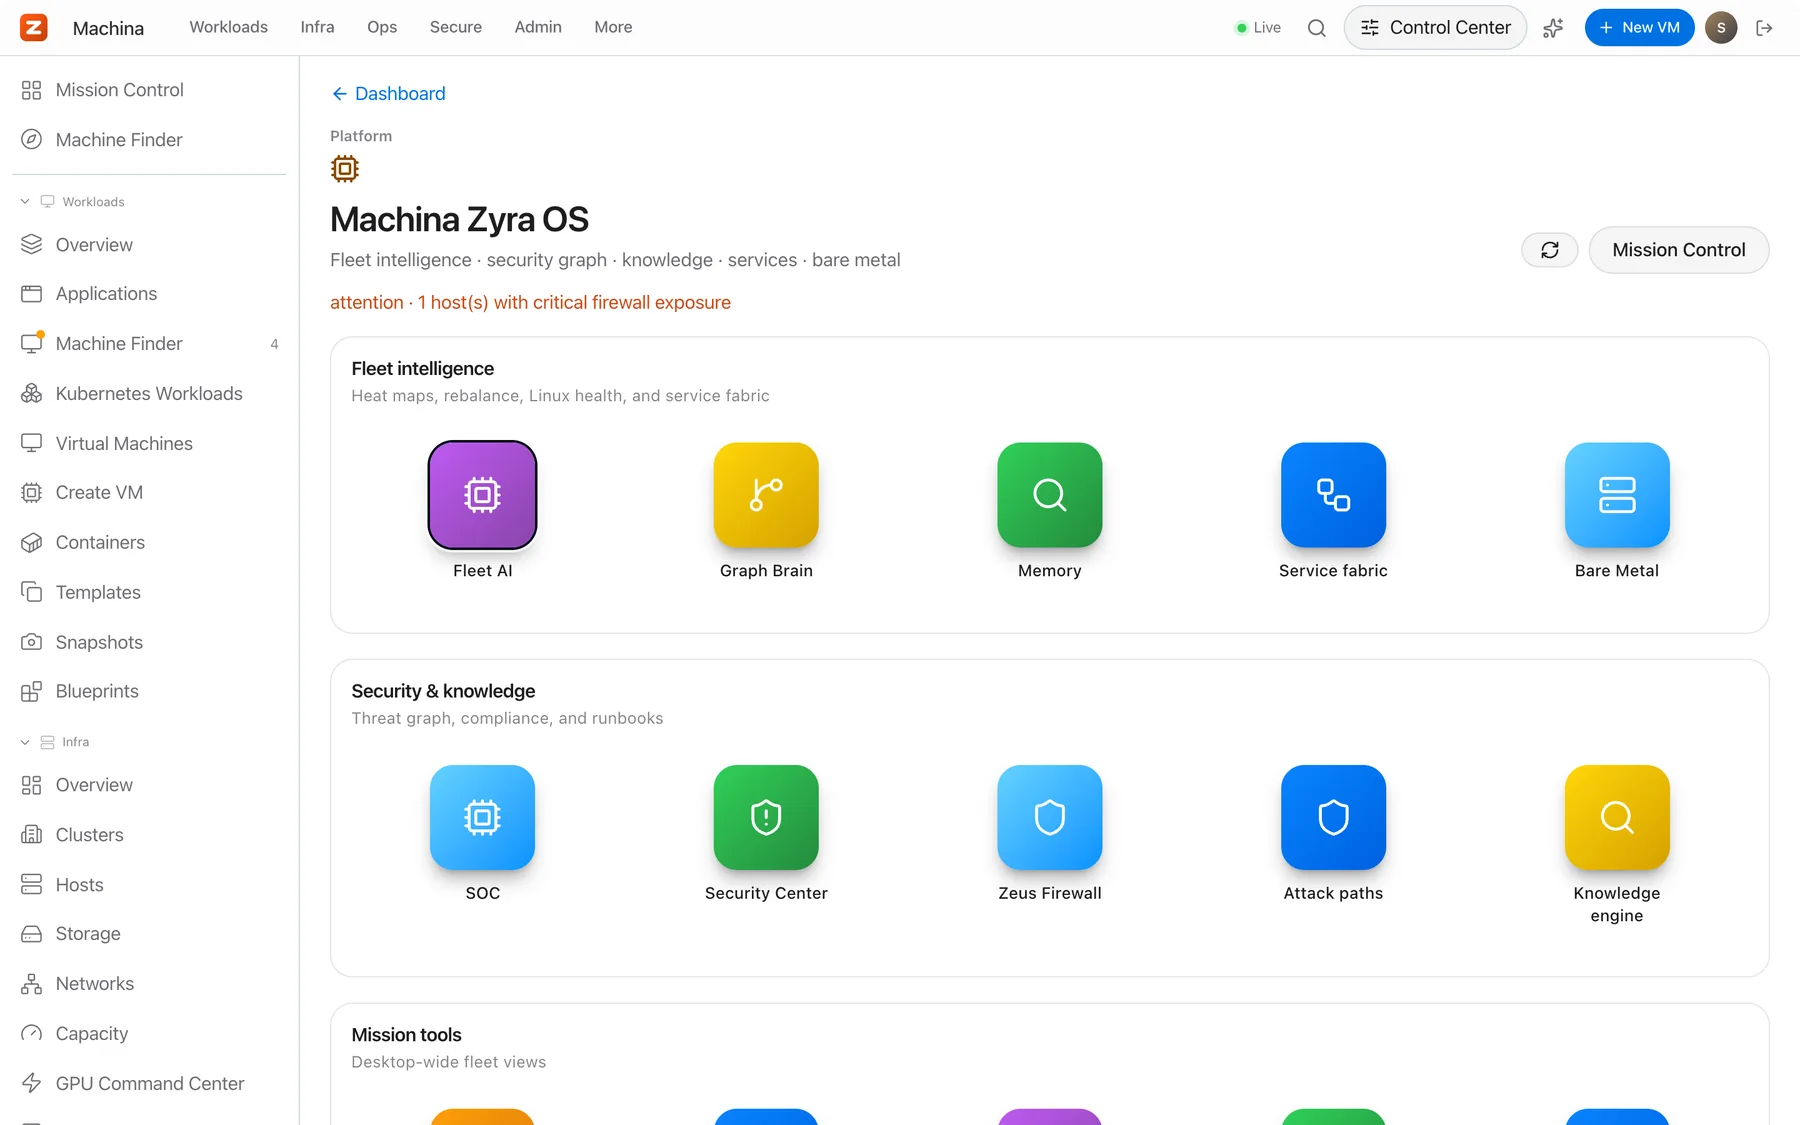 Machina
Workloads
Infra
Ops
Secure
Admin
More
Live
Control Center
+ New VM
S
Mission Control
Machine Finder
Workloads
Overview
Applications
Machine Finder
4
Kubernetes Workloads
Virtual Machines
Create VM
Containers
Templates
Snapshots
Blueprints
Infra
Overview
Clusters
Hosts
Storage
Networks
Capacity
GPU Command Center
← Dashboard
Platform
Machina Zyra OS
Fleet intelligence · security graph · knowledge · services · bare metal
attention · 1 host(s) with critical firewall exposure
Mission Control
Fleet intelligence
Heat maps, rebalance, Linux health, and service fabric
Fleet AI
Graph Brain
Memory
Service fabric
Bare Metal
Security & knowledge
Threat graph, compliance, and runbooks
SOC
Security Center
Zeus Firewall
Attack paths
Knowledge
engine
Mission tools
Desktop-wide fleet views